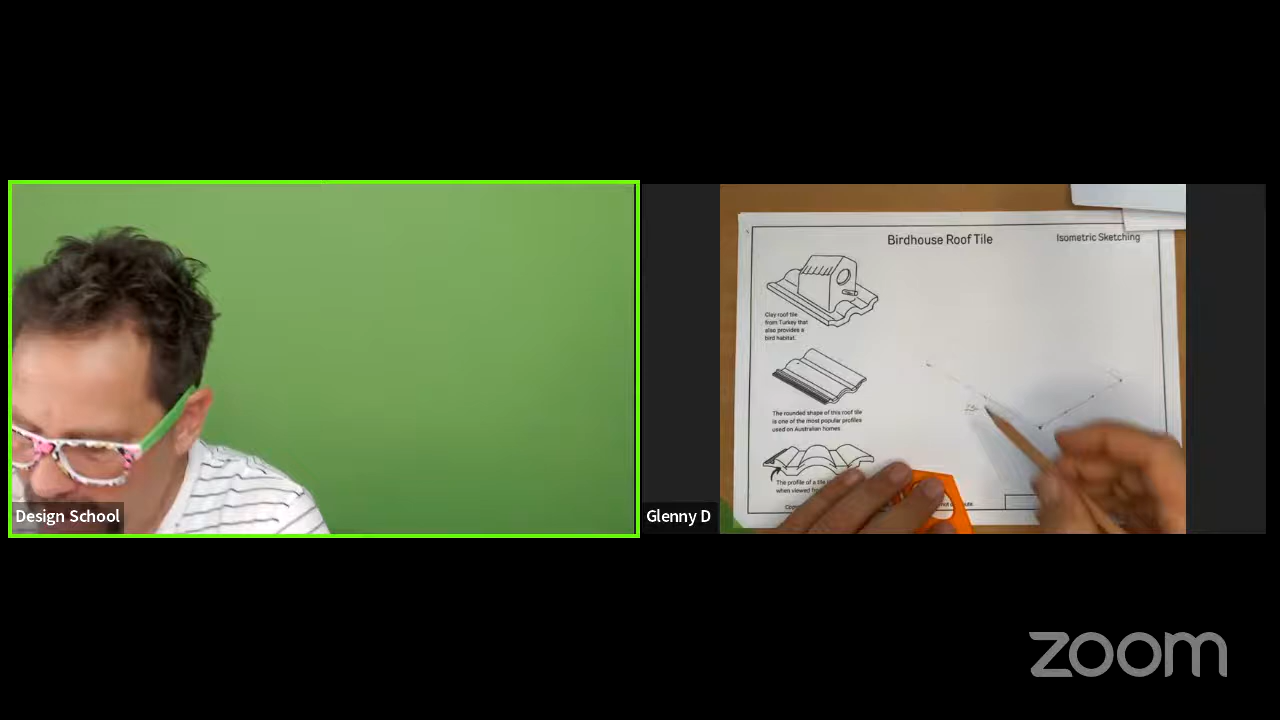 Birdhouse Roof Tile
Isometric Sketching
Clay roof tile
from Turkey that
also provides a
bird habitat.
The rounded shape of this roof tile
is one of the most popular profiles
used on Australian homes
The profile of a tile
when viewed
Design School
Glenny D
zoom